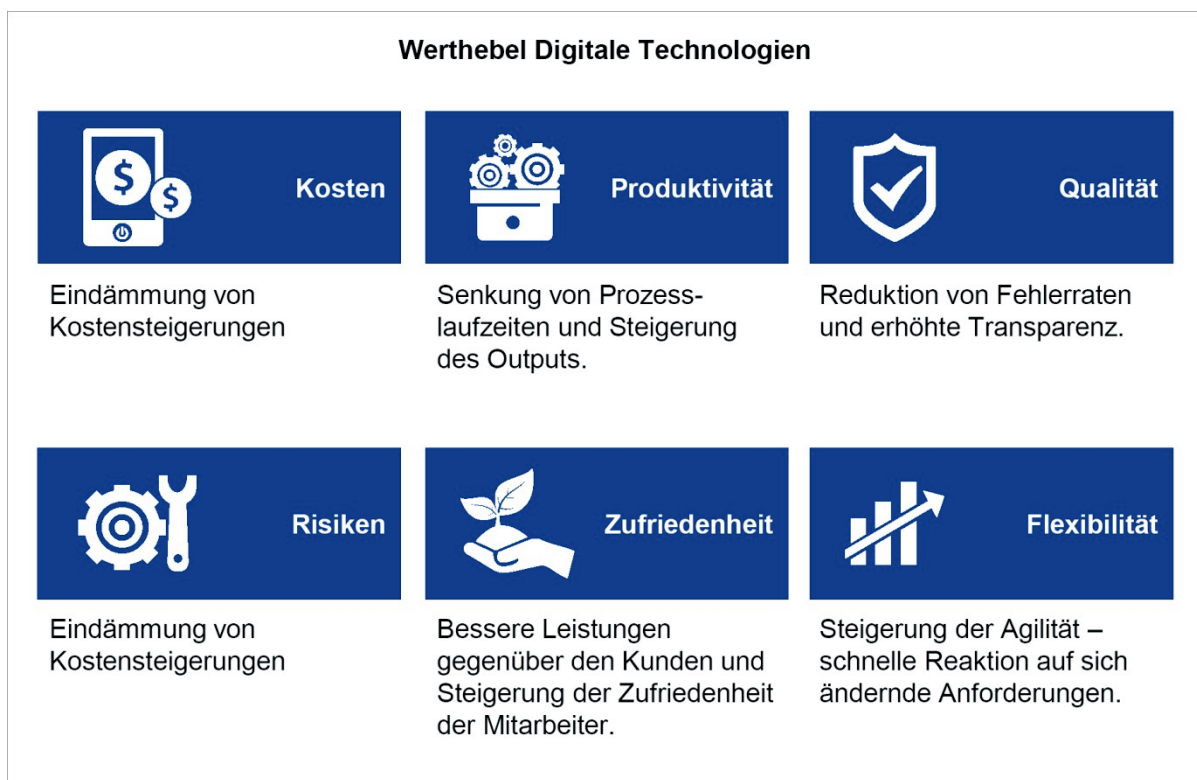 Werthebel Digitale Technologien
Kosten
Eindämmung von
Kostensteigerungen
Produktivität
Senkung von Prozess-
laufzeiten und Steigerung
des Outputs.
Qualität
Reduktion von Fehlerraten
und erhöhte Transparenz.
Risiken
Eindämmung von
Kostensteigerungen
Zufriedenheit
Bessere Leistungen
gegenüber den Kunden und
Steigerung der Zufriedenheit
der Mitarbeiter.
Flexibilität
Steigerung der Agilität –
schnelle Reaktion auf sich
ändernde Anforderungen.